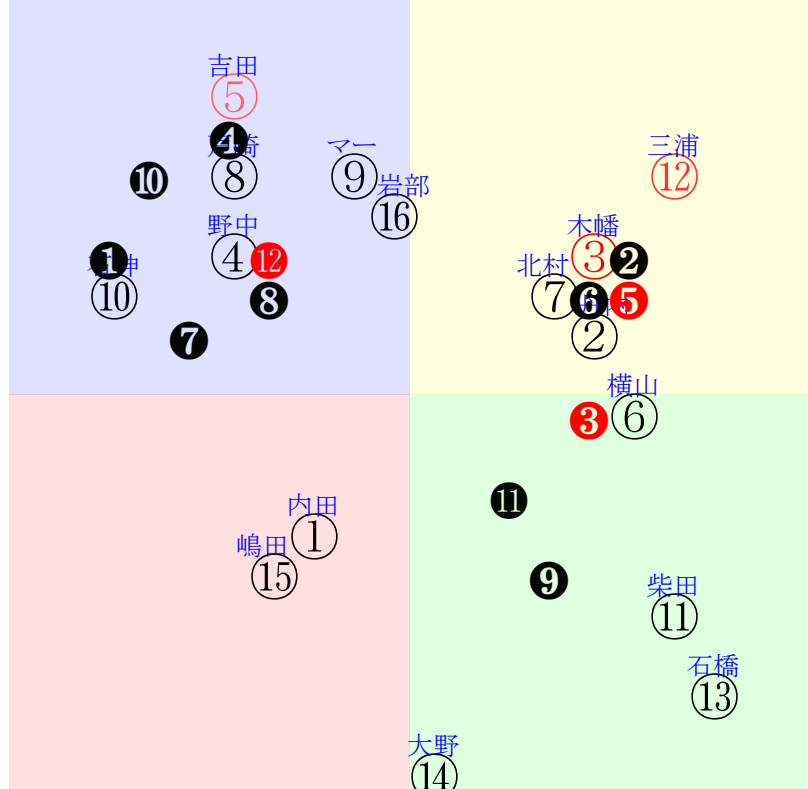 吉田
⑤
❹
マー
三浦
❿
⑧
⑨
⑫
岩部
⑯
野中
木幡
❶
④
⓬
③
❷
北村
⑩
❽
⑦
❻
❺
❼
②
横山
❸
⑥
⓫
内田
①
嶋田
⑮
❾
柴田
⑪
石橋
⑬
大野
⑭